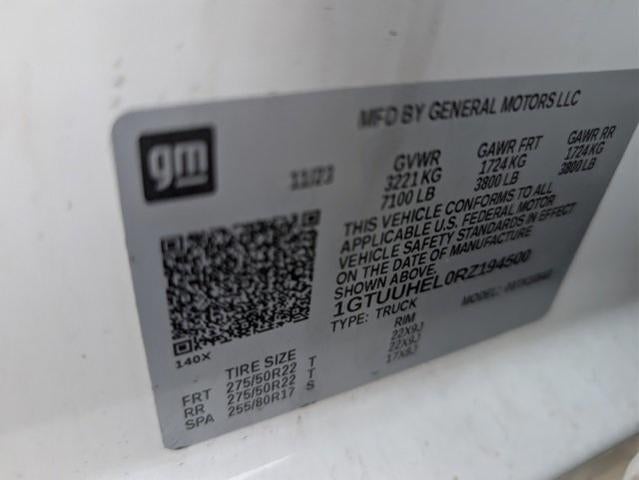 MFD BY GENERAL MOTORS LLC
gm
11/23
GVWR GAWR FRT GAWR RR
3221 KG 1724 KG 1724 KG
7100 LB 3800 LB 3800 LB
THIS VEHICLE CONFORMS TO ALL
APPLICABLE U.S. FEDERAL MOTOR
VEHICLE SAFETY STANDARDS IN EFFECT
ON THE DATE OF MANUFACTURE
SHOWN ABOVE.
1GTUUHEL0RZ194500
TYPE: TRUCK MODEL:
140X
TIRE SIZE RIM
FRT 275/50R22 T 22X9J
RR 275/50R22 T 22X9J
SPA 255/80R17 S 17X8J